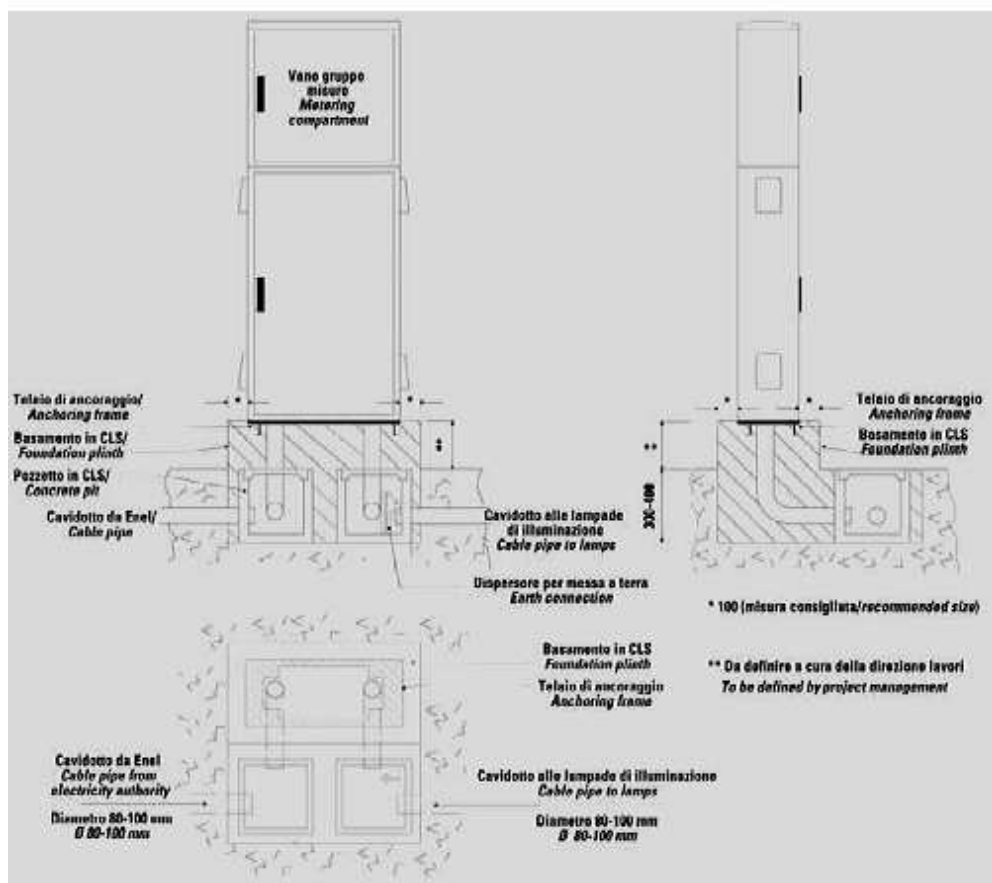 Vano gruppo
misura
Metering
compartment
Telaio di ancoraggio/
Anchoring frame
Basamento in CLS/
Foundation plinth
Pozzetto in CLS/
Concrete pit
Cavidotto da Enel/
Cable pipe
*
*
**
Cavidotto alle lampade
di illuminazione
Cable pipe to lamps
Dispersore per messa a terra
Earth connection
*
*
**
300-400
Telaio di ancoraggio
Anchoring frame
Basamento in CLS
Foundation plinth
* 100 (misura consigliata/recommended size)
** Da definire a cura della direzione lavori
To be defined by project management
Basamento in CLS
Foundation plinth
Telaio di ancoraggio
Anchoring frame
Cavidotto da Enel
Cable pipe from
electricity authority
Diametro 80-100 mm
Ø 80-100 mm
Cavidotto alle lampade di illuminazione
Cable pipe to lamps
Diametro 80-100 mm
Ø 80-100 mm